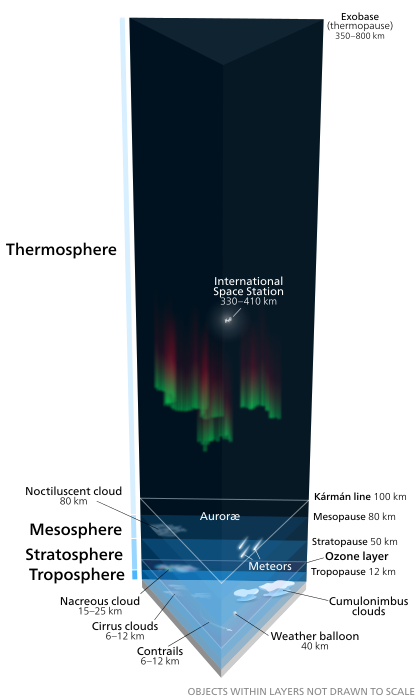 Exobase
(thermopause)
350–800 km
Thermosphere
International
Space Station
330–410 km
Noctiluscent cloud
80 km
Kármán line 100 km
Auroræ
Mesopause 80 km
Mesosphere
Stratopause 50 km
Stratosphere
Ozone layer
Meteors
Troposphere
Tropopause 12 km
Nacreous cloud
15–25 km
Cumulonimbus
clouds
Cirrus clouds
6–12 km
Weather balloon
40 km
Contrails
6–12 km
OBJECTS WITHIN LAYERS NOT DRAWN TO SCALE